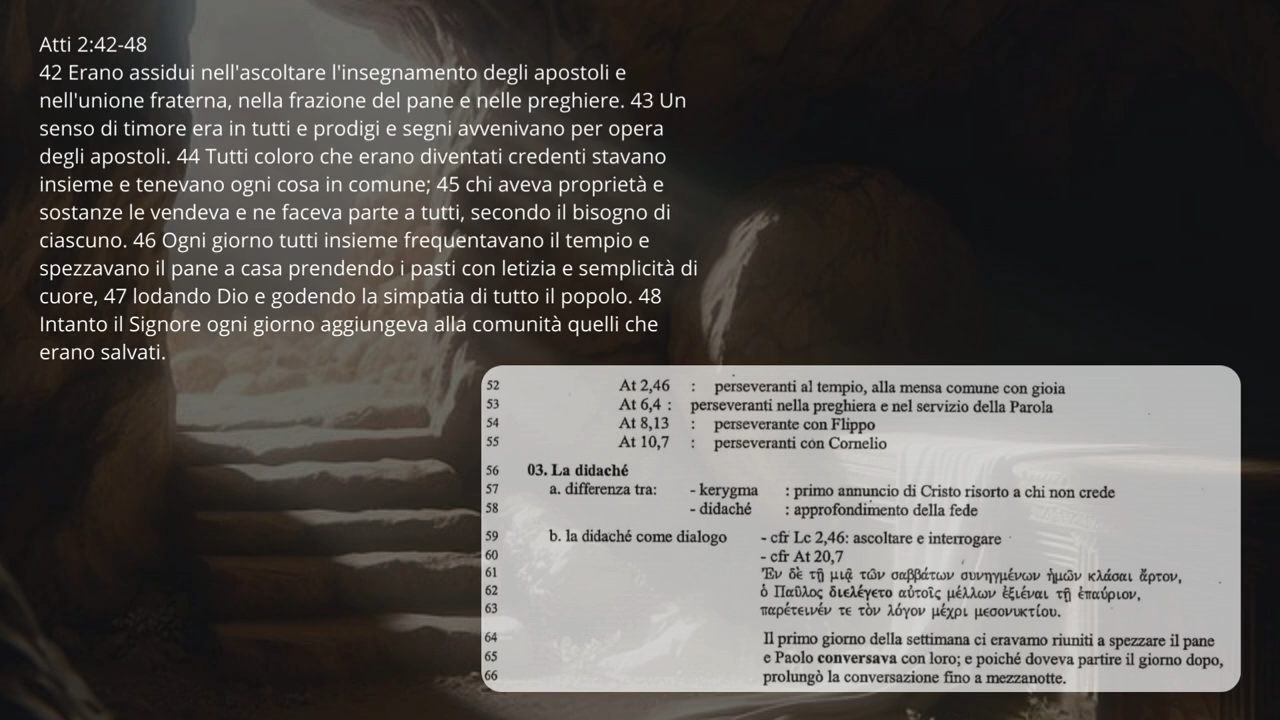 Atti 2:42-48
42 Erano assidui nell'ascoltare l'insegnamento degli apostoli e
nell'unione fraterna, nella frazione del pane e nelle preghiere. 43 Un
senso di timore era in tutti e prodigi e segni avvenivano per opera
degli apostoli. 44 Tutti coloro che erano diventati credenti stavano
insieme e tenevano ogni cosa in comune; 45 chi aveva proprietà e
sostanze le vendeva e ne faceva parte a tutti, secondo il bisogno di
ciascuno. 46 Ogni giorno tutti insieme frequentavano il tempio e
spezzavano il pane a casa prendendo i pasti con letizia e semplicità di
cuore, 47 lodando Dio e godendo la simpatia di tutto il popolo. 48
Intanto il Signore ogni giorno aggiungeva alla comunità quelli che
erano salvati.
52 At 2,46 : perseveranti al tempio, alla mensa comune con gioia
53 At 6,4 : perseveranti nella preghiera e nel servizio della Parola
54 At 8,13 : perseverante con Flippo
55 At 10,7 : perseveranti con Cornelio
56 03. La didaché
57 a. differenza tra: - kerygma : primo annuncio di Cristo risorto a chi non crede
58 - didaché : approfondimento della fede
59 b. la didaché come dialogo - cfr Lc 2,46: ascoltare e interrogare
60 - cfr At 20,7
61 Ἐν δὲ τῇ μιᾷ τῶν σαββάτων συνηγμένων ἡμῶν κλάσαι ἄρτον,
62 ὁ Παῦλος διελέγετο αὐτοῖς μέλλων ἐξιέναι τῇ ἐπαύριον,
63 παρέτεινέν τε τὸν λόγον μέχρι μεσονυκτίου.
64 Il primo giorno della settimana ci eravamo riuniti a spezzare il pane
65 e Paolo conversava con loro; e poiché doveva partire il giorno dopo,
66 prolungò la conversazione fino a mezzanotte.